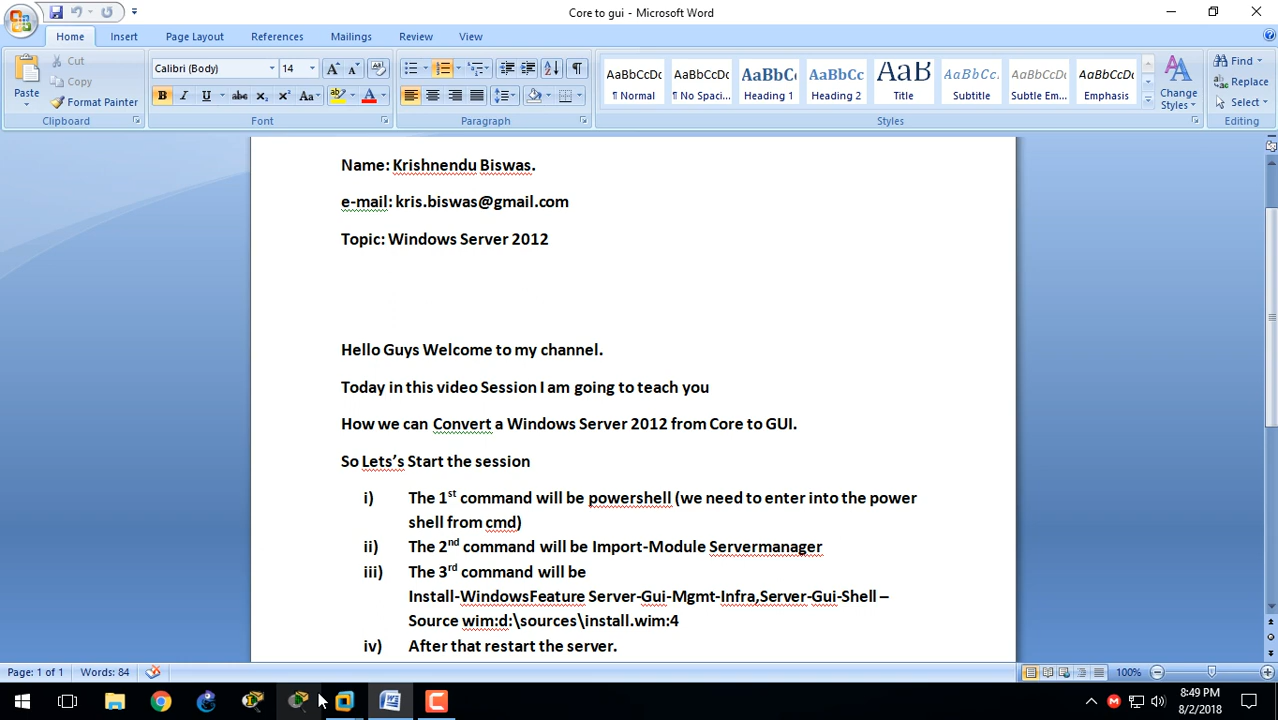 Core to gui - Microsoft Word
Home Insert Page Layout References Mailings Review View
Paste
Cut
Copy
Format Painter
Clipboard
Calibri (Body) 14
B I U abc x₂ x² Aa
Font
Paragraph
AaBbCcDc AaBbCcDc AaBbC AaBbCc AaB AaBbCc. AaBbCcDc AaBbCcDc
¶ Normal ¶ No Spaci... Heading 1 Heading 2 Title Subtitle Subtle Em... Emphasis
Change Styles
Styles
Find
Replace
Select
Editing
Name: Krishnendu Biswas.
e-mail: kris.biswas@gmail.com
Topic: Windows Server 2012
Hello Guys Welcome to my channel.
Today in this video Session I am going to teach you
How we can Convert a Windows Server 2012 from Core to GUI.
So Lets’s Start the session
i) The 1st command will be powershell (we need to enter into the power
shell from cmd)
ii) The 2nd command will be Import-Module Servermanager
iii) The 3rd command will be
Install-WindowsFeature Server-Gui-Mgmt-Infra,Server-Gui-Shell –
Source wim:d:\sources\install.wim:4
iv) After that restart the server.
Page: 1 of 1 Words: 84 100%
8:49 PM
8/2/2018